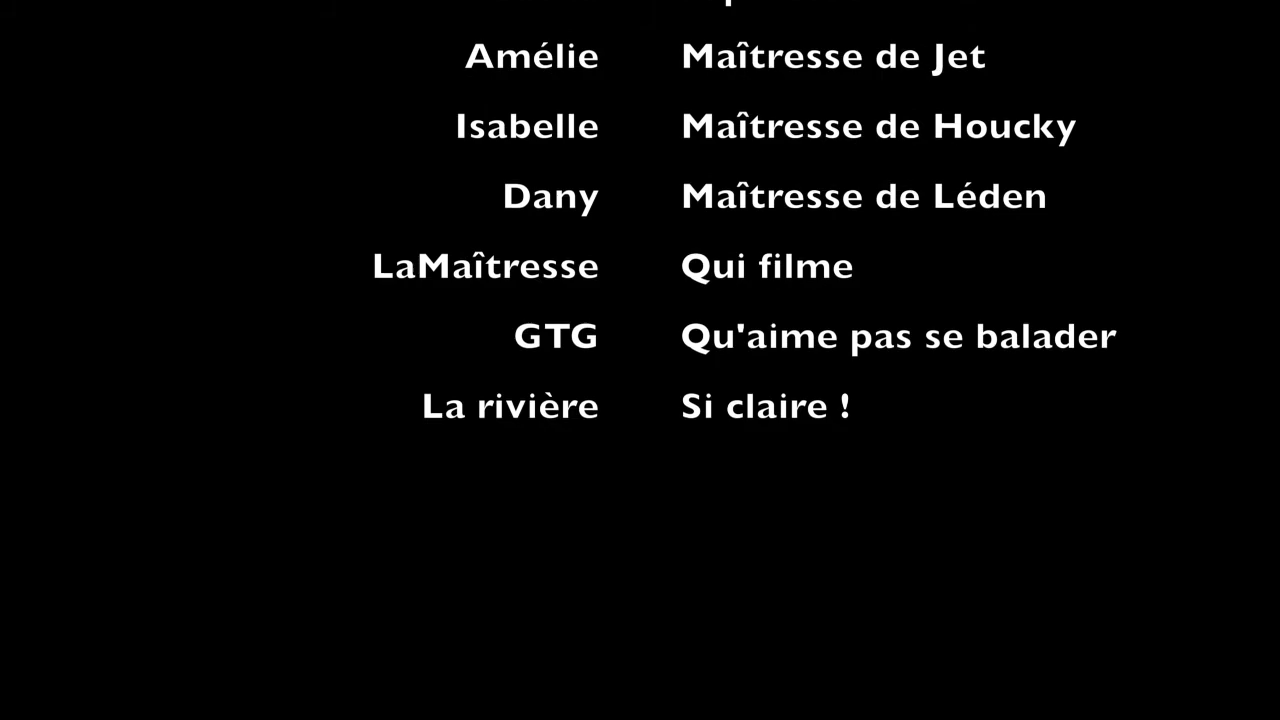 Amélie Maîtresse de Jet
Isabelle Maîtresse de Houcky
Dany Maîtresse de Léden
LaMaîtresse Qui filme
GTG Qu'aime pas se balader
La rivière Si claire !